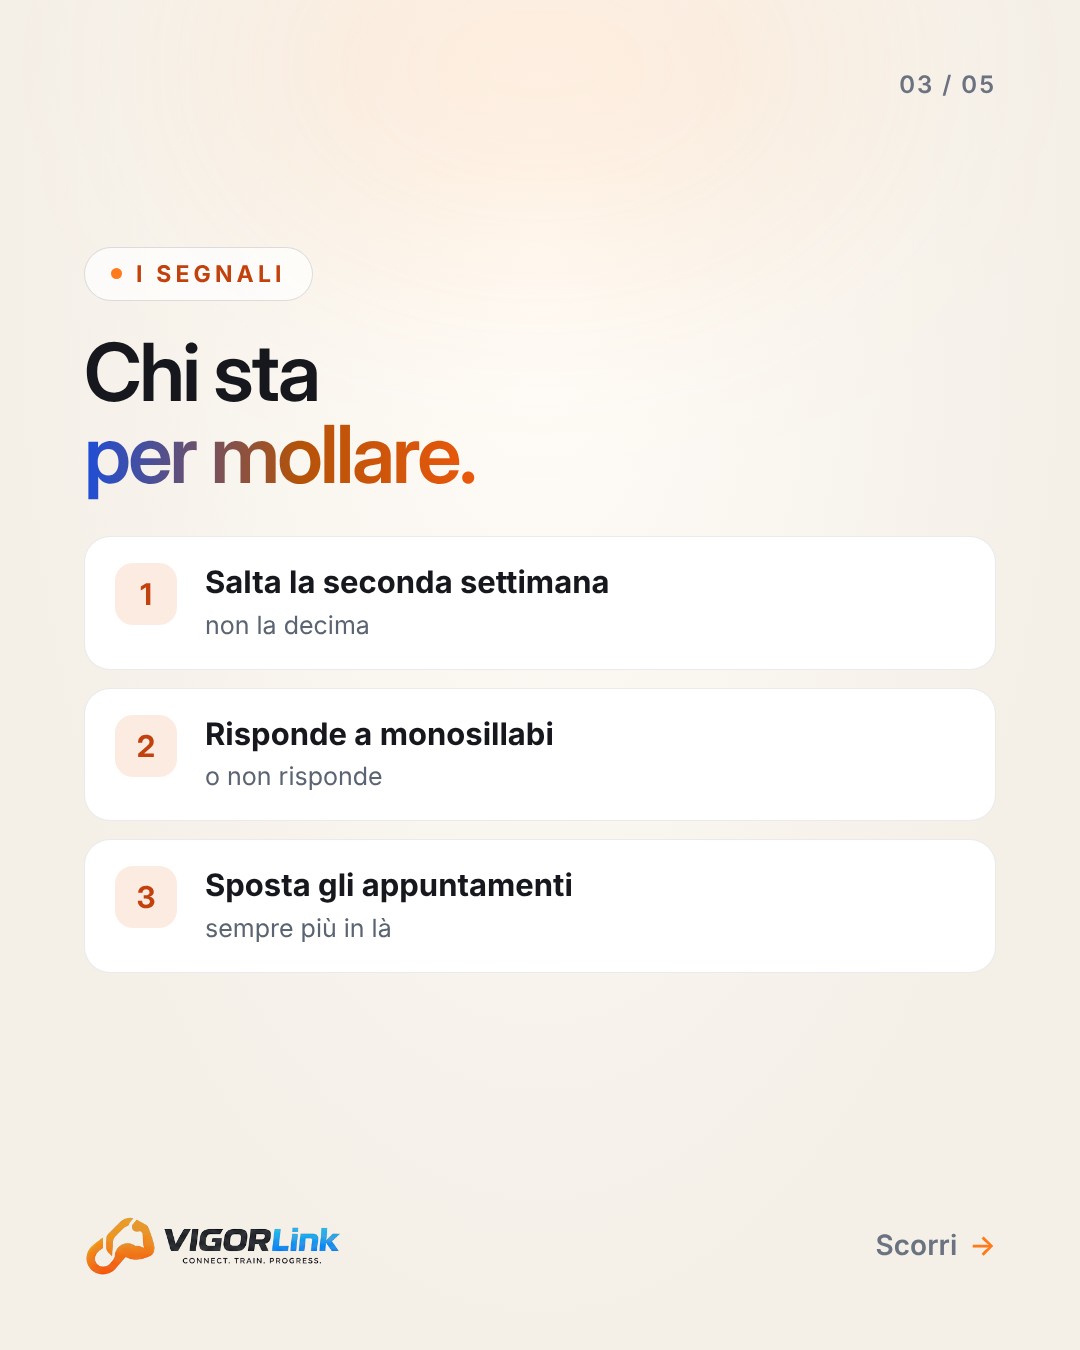 03 / 05
I SEGNALI
Chi sta
per mollare.
1
Salta la seconda settimana
non la decima
2
Risponde a monosillabi
o non risponde
3
Sposta gli appuntamenti
sempre più in là
VIGORLink
CONNECT. TRAIN. PROGRESS.
Scorri →